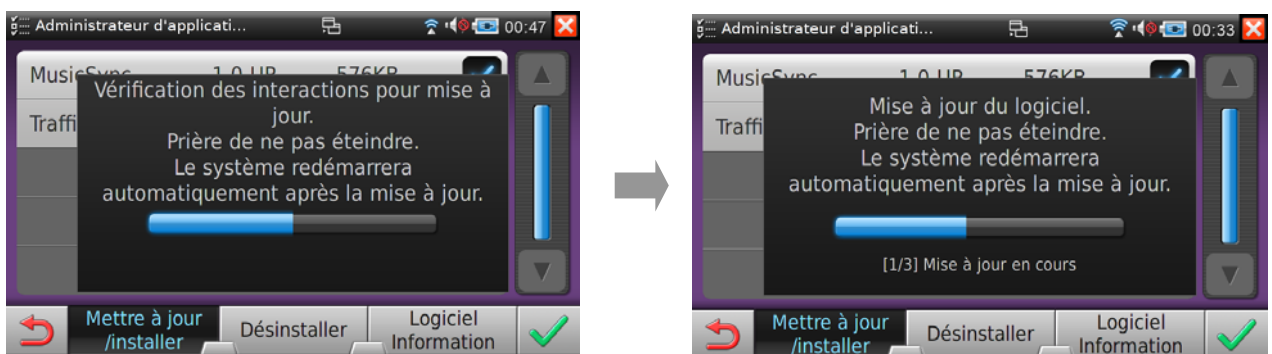 Administrateur d'applicati... 00:47
MusicSync 1.0 UP 576KB
Vérification des interactions pour mise à
jour.
Traffi
Prière de ne pas éteindre.
Le système redémarrera
automatiquement après la mise à jour.
Mettre à jour
/installer
Désinstaller
Logiciel
Information
Administrateur d'applicati... 00:33
MusicSync 1.0 UP 576KB
Mise à jour du logiciel.
Traffi
Prière de ne pas éteindre.
Le système redémarrera
automatiquement après la mise à jour.
[1/3] Mise à jour en cours
Mettre à jour
/installer
Désinstaller
Logiciel
Information